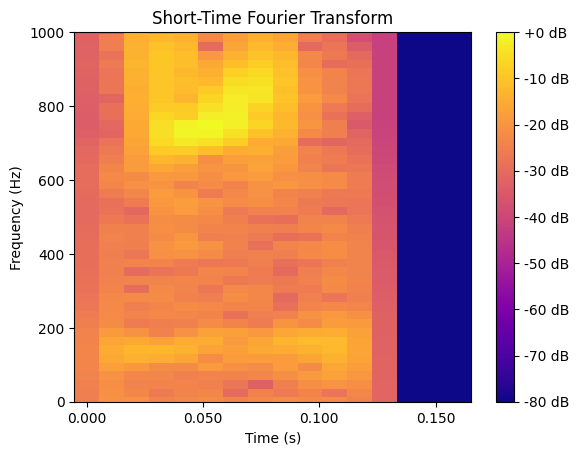 Short-Time Fourier Transform
1000
800
600
400
200
0
Frequency (Hz)
0.000
0.050
0.100
0.150
Time (s)
+0 dB
-10 dB
-20 dB
-30 dB
-40 dB
-50 dB
-60 dB
-70 dB
-80 dB